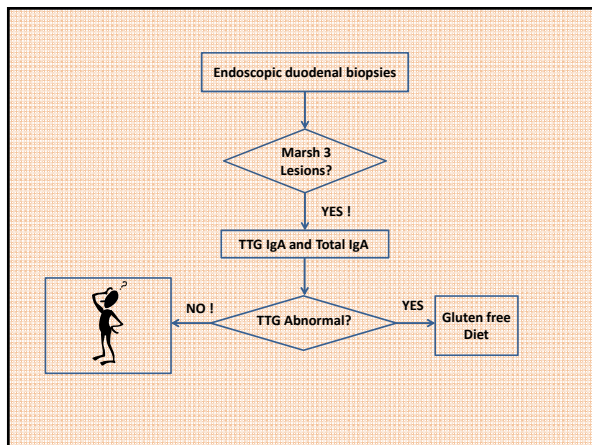 Endoscopic duodenal biopsies
Marsh 3
Lesions?
YES !
TTG IgA and Total IgA
?
NO !
TTG Abnormal?
YES
Gluten free
Diet